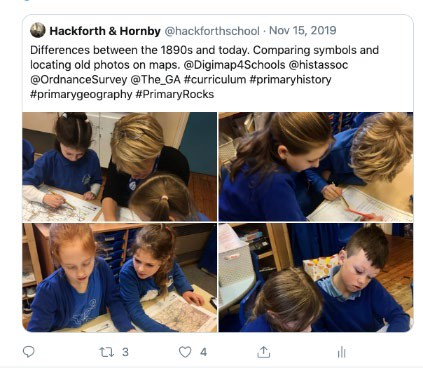 Hackforth & Hornby @hackforthschool · Nov 15, 2019
Differences between the 1890s and today. Comparing symbols and
locating old photos on maps. @Digimap4Schools @histassoc
@OrdnanceSurvey @The_GA #curriculum #primaryhistory
#primarygeography #PrimaryRocks
3
4